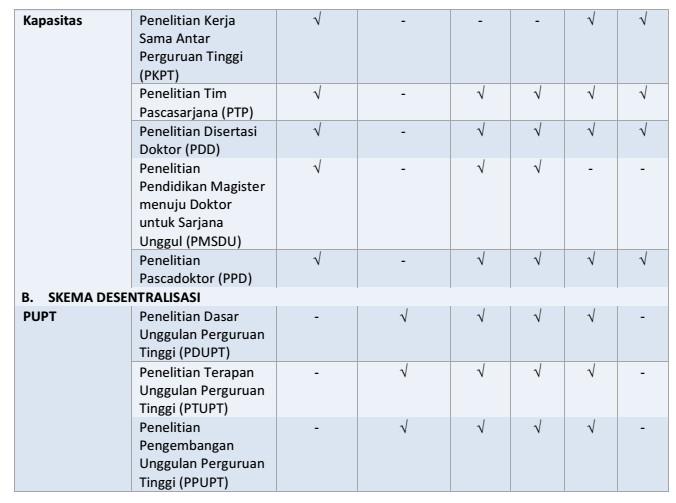 Kapasitas Penelitian Kerja √ - - - √ √
Sama Antar
Perguruan Tinggi
(PKPT)
Penelitian Tim √ - √ √ √ √
Pascasarjana (PTP)
Penelitian Disertasi √ - √ √ √ √
Doktor (PDD)
Penelitian √ - √ √ - -
Pendidikan Magister
menuju Doktor
untuk Sarjana
Unggul (PMSDU)
Penelitian √ - √ √ √ √
Pascadoktor (PPD)
B. SKEMA DESENTRALISASI
PUPT Penelitian Dasar - √ √ √ √ -
Unggulan Perguruan
Tinggi (PDUPT)
Penelitian Terapan - √ √ √ √ -
Unggulan Perguruan
Tinggi (PTUPT)
Penelitian - √ √ √ √ -
Pengembangan
Unggulan Perguruan
Tinggi (PPUPT)